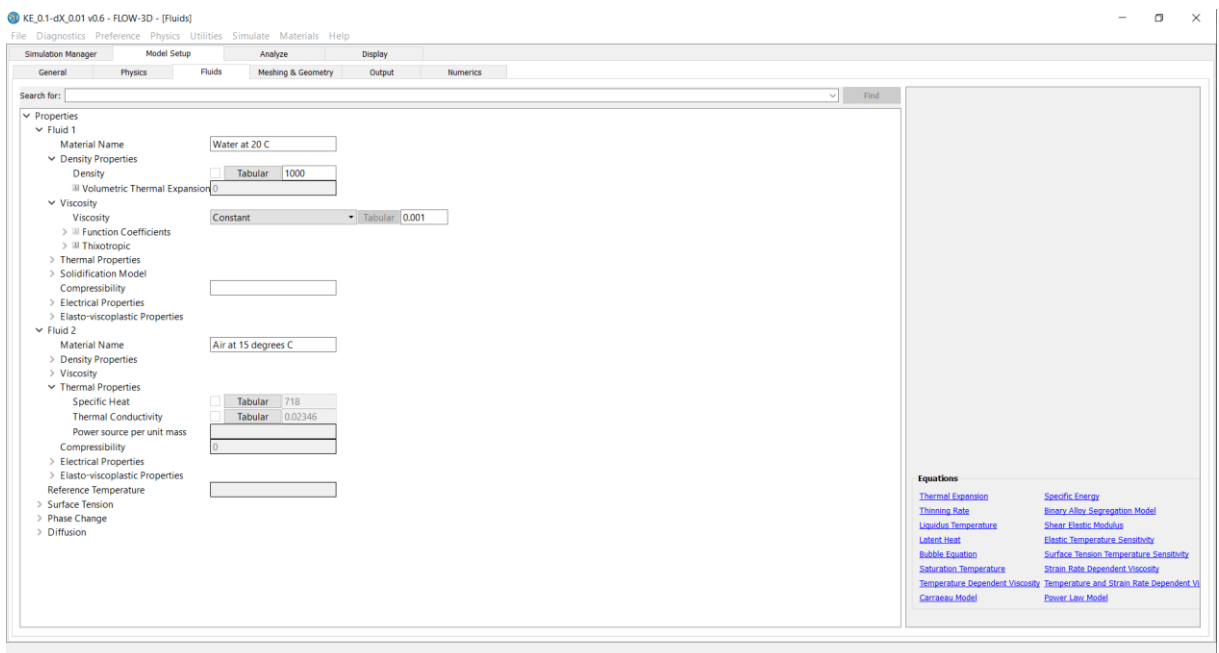 KE_0.1-dX_0.01 v0.6 - FLOW-3D - [Fluids]
File Diagnostics Preference Physics Utilities Simulate Materials Help
Simulation Manager Model Setup Analyze Display
General Physics Fluids Meshing & Geometry Output Numerics
Search for: Find
Properties
Fluid 1
Material Name Water at 20 C
Density Properties
Density Tabular 1000
Volumetric Thermal Expansion 0
Viscosity
Viscosity Constant Tabular 0.001
Function Coefficients
Thixotropic
Thermal Properties
Solidification Model
Compressibility
Electrical Properties
Elasto-viscoplastic Properties
Fluid 2
Material Name Air at 15 degrees C
Density Properties
Viscosity
Thermal Properties
Specific Heat Tabular 718
Thermal Conductivity Tabular 0.02346
Power source per unit mass
Compressibility 0
Electrical Properties
Elasto-viscoplastic Properties
Reference Temperature
Surface Tension
Phase Change
Diffusion
Equations
Thermal Expansion Specific Energy
Thinning Rate Binary Alloy Segregation Model
Liquidus Temperature Shear Elastic Modulus
Latent Heat Elastic Temperature Sensitivity
Bubble Equation Surface Tension Temperature Sensitivity
Saturation Temperature Strain Rate Dependent Viscosity
Temperature Dependent Viscosity Temperature and Strain Rate Dependent Vi
Carraeau Model Power Law Model